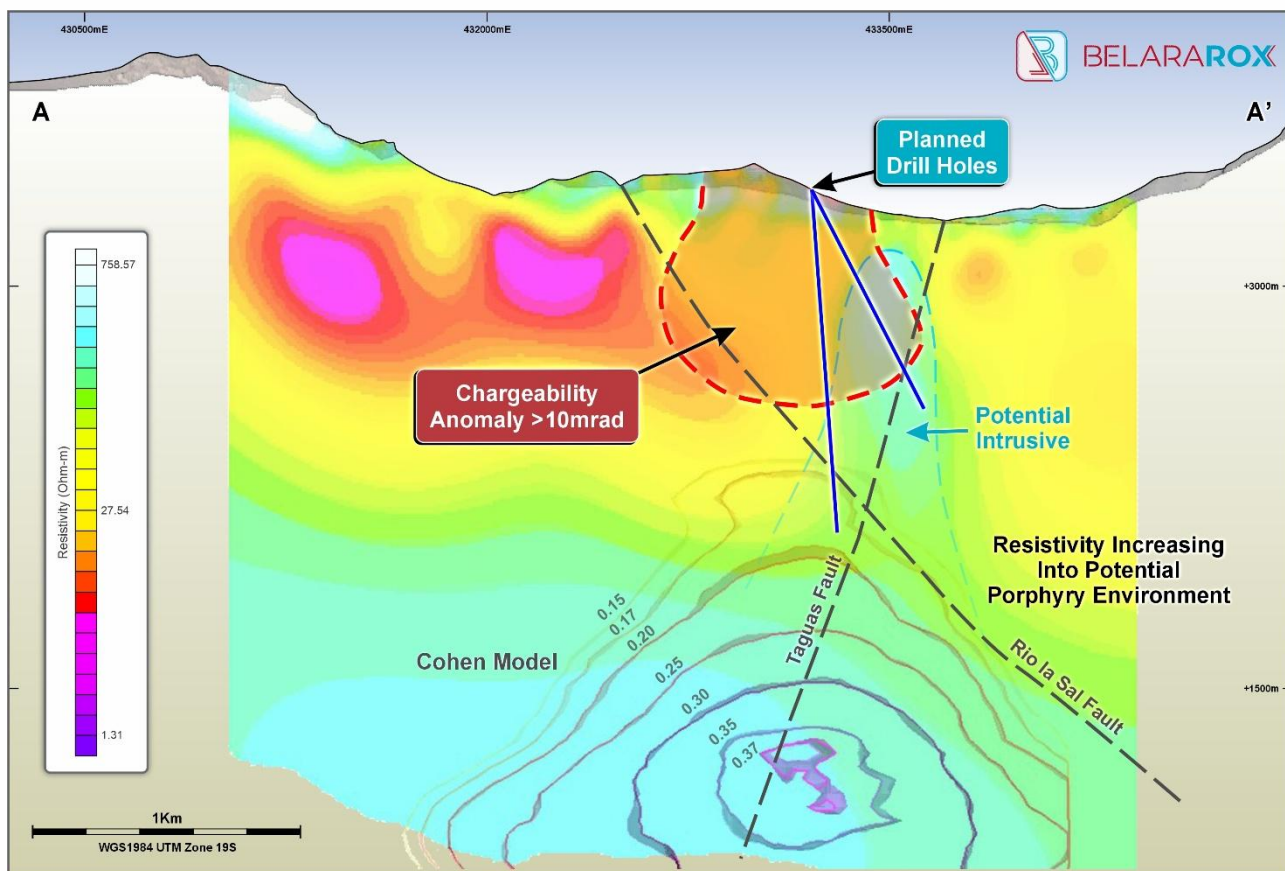 430500mE
432000mE
433500mE
BELARAROX
A
A'
Planned
Drill Holes
758.57
27.54
1.31
Resistivity (Ohm-m)
+3000m
Chargeability
Anomaly >10mrad
Potential
Intrusive
Resistivity Increasing
Into Potential
Porphyry Environment
0.15
0.17
0.20
0.25
0.30
0.35
0.37
Cohen Model
Taguas Fault
Rio la Sal Fault
+1500m
1Km
WGS1984 UTM Zone 19S